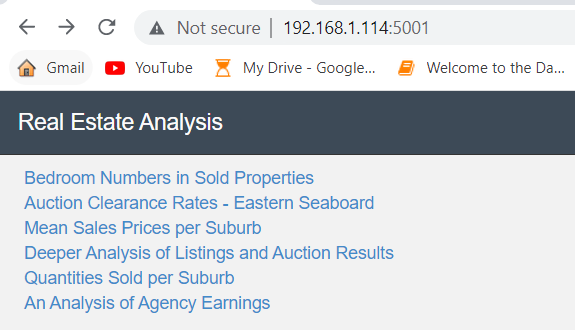 Not secure | 192.168.1.114:5001
Gmail YouTube My Drive - Google... Welcome to the Da...
Real Estate Analysis
Bedroom Numbers in Sold Properties
Auction Clearance Rates - Eastern Seaboard
Mean Sales Prices per Suburb
Deeper Analysis of Listings and Auction Results
Quantities Sold per Suburb
An Analysis of Agency Earnings